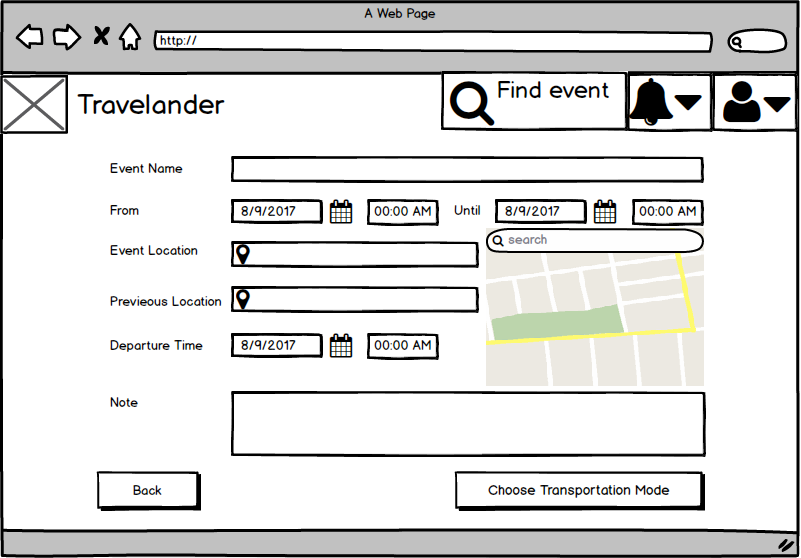 A Web Page
http://
Travelander
Find event
Event Name
From 8/9/2017 00:00 AM Until 8/9/2017 00:00 AM
search
Event Location
Previeous Location
Departure Time 8/9/2017 00:00 AM
Note
Back Choose Transportation Mode